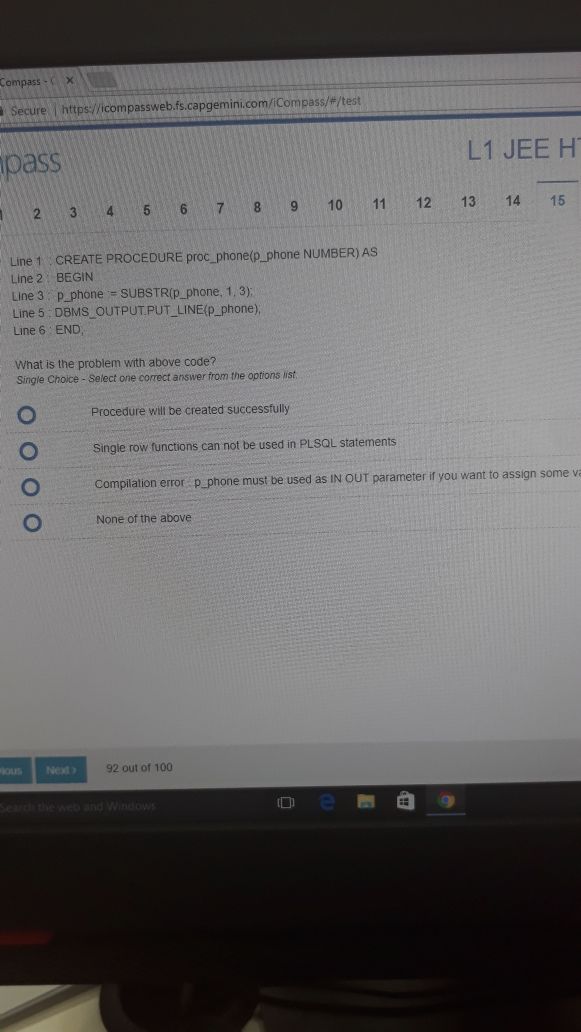 Compass - C X
Secure | https://icompassweb.fs.capgemini.com/iCompass/#/test
pass
L1 JEE H
2 3 4 5 6 7 8 9 10 11 12 13 14 15
Line 1 : CREATE PROCEDURE proc_phone(p_phone NUMBER) AS
Line 2 : BEGIN
Line 3 : p_phone := SUBSTR(p_phone, 1, 3);
Line 5 : DBMS_OUTPUT.PUT_LINE(p_phone);
Line 6 : END;
What is the problem with above code?
Single Choice - Select one correct answer from the options list.
Procedure will be created successfully
Single row functions can not be used in PLSQL statements
Compilation error : p_phone must be used as IN OUT parameter if you want to assign some va
None of the above
ious Next > 92 out of 100
Search the web and Windows